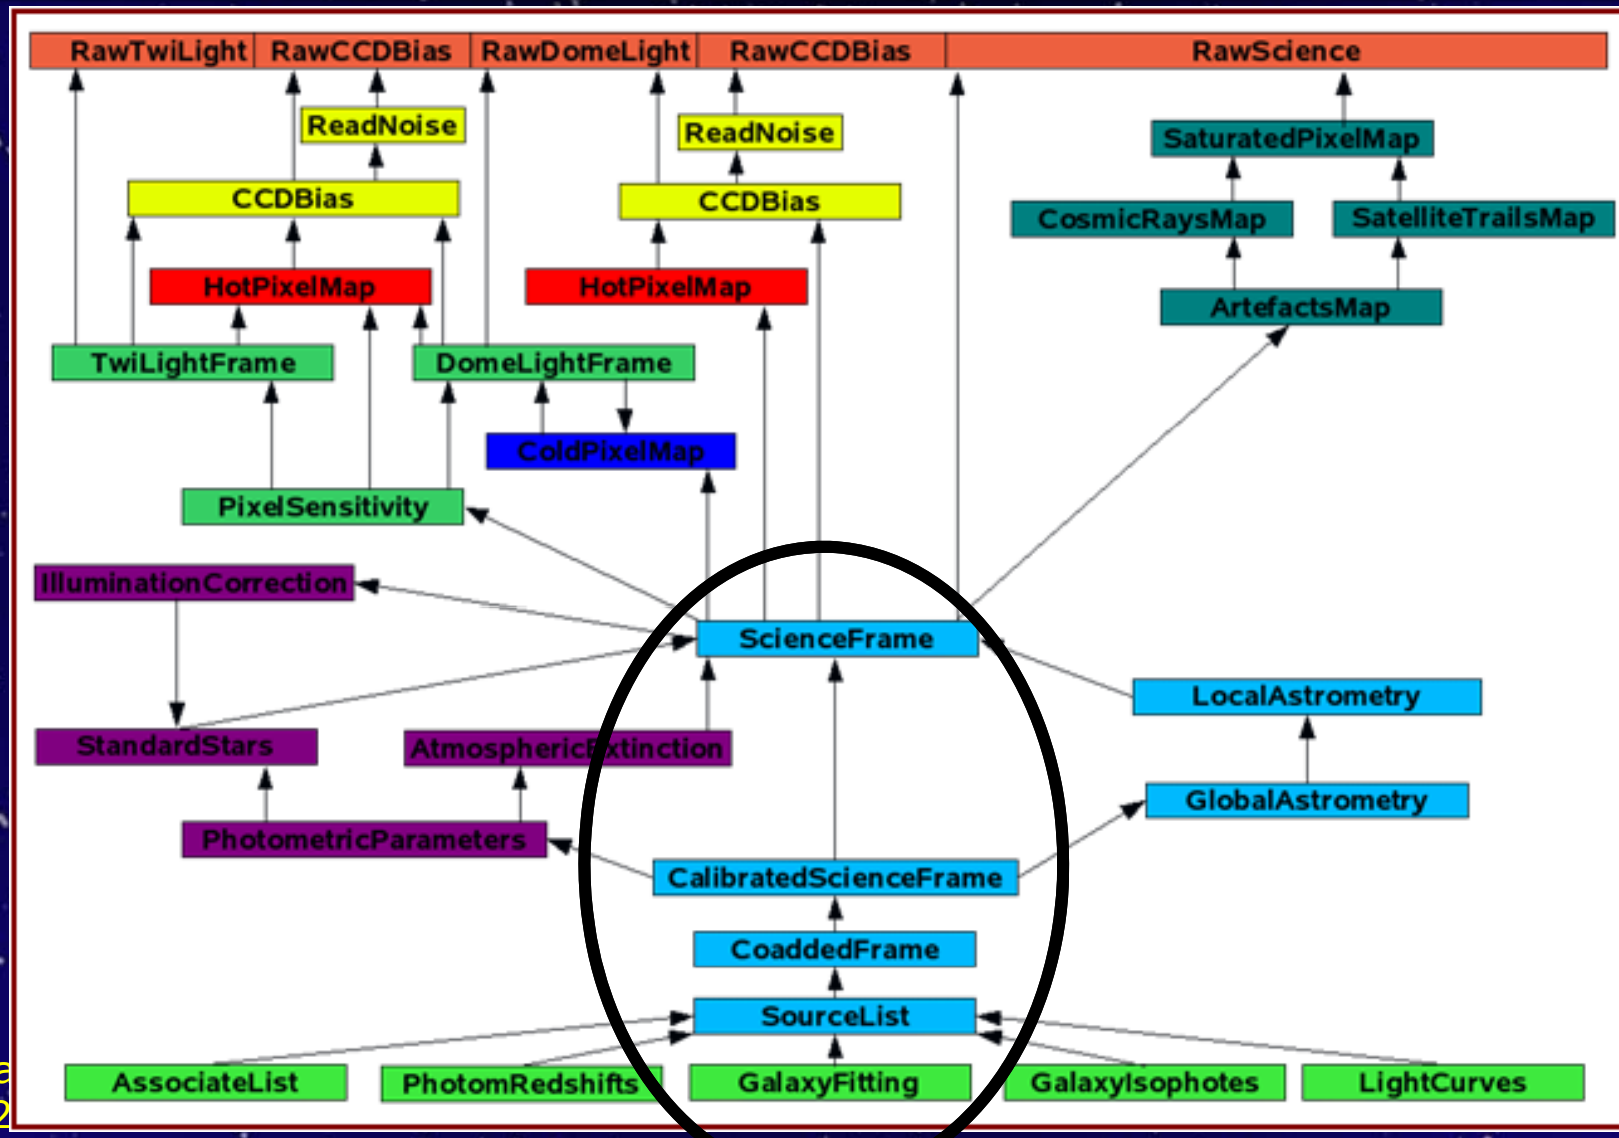 RawTwiLight RawCCDBias RawDomeLight RawCCDBias RawScience
ReadNoise ReadNoise SaturatedPixelMap
CCDBias CCDBias CosmicRaysMap SatelliteTrailsMap
HotPixelMap HotPixelMap ArtefactsMap
TwiLightFrame DomeLightFrame
ColdPixelMap
PixelSensitivity
IlluminationCorrection
ScienceFrame
LocalAstrometry
StandardStars AtmosphericExtinction
GlobalAstrometry
PhotometricParameters
CalibratedScienceFrame
CoaddedFrame
SourceList
AssociateList PhotomRedshifts GalaxyFitting GalaxyIsophotes LightCurves